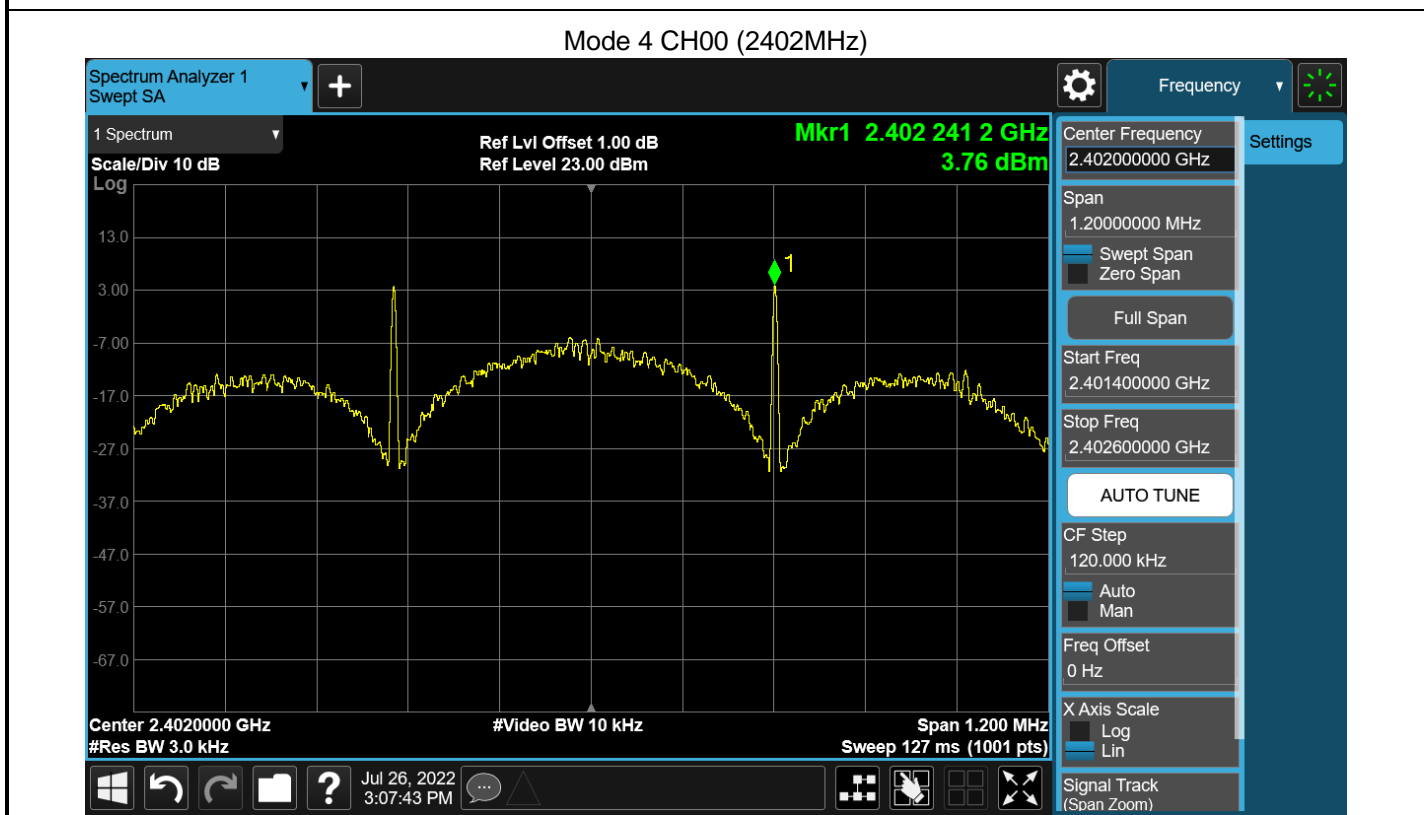 Mode 4 CH00 (2402MHz)
Spectrum Analyzer 1
Swept SA
Frequency
1 Spectrum
Scale/Div 10 dB
Ref Lvl Offset 1.00 dB
Ref Level 23.00 dBm
Mkr1 2.402 241 2 GHz
3.76 dBm
Log
13.0
3.00
-7.00
-17.0
-27.0
-37.0
-47.0
-57.0
-67.0
1
Center 2.4020000 GHz
#Video BW 10 kHz
Span 1.200 MHz
#Res BW 3.0 kHz
Sweep 127 ms (1001 pts)
Center Frequency
2.402000000 GHz
Settings
Span
1.20000000 MHz
Swept Span
Zero Span
Full Span
Start Freq
2.401400000 GHz
Stop Freq
2.402600000 GHz
AUTO TUNE
CF Step
120.000 kHz
Auto
Man
Freq Offset
0 Hz
X Axis Scale
Log
Lin
Signal Track
(Span Zoom)
?
Jul 26, 2022
3:07:43 PM